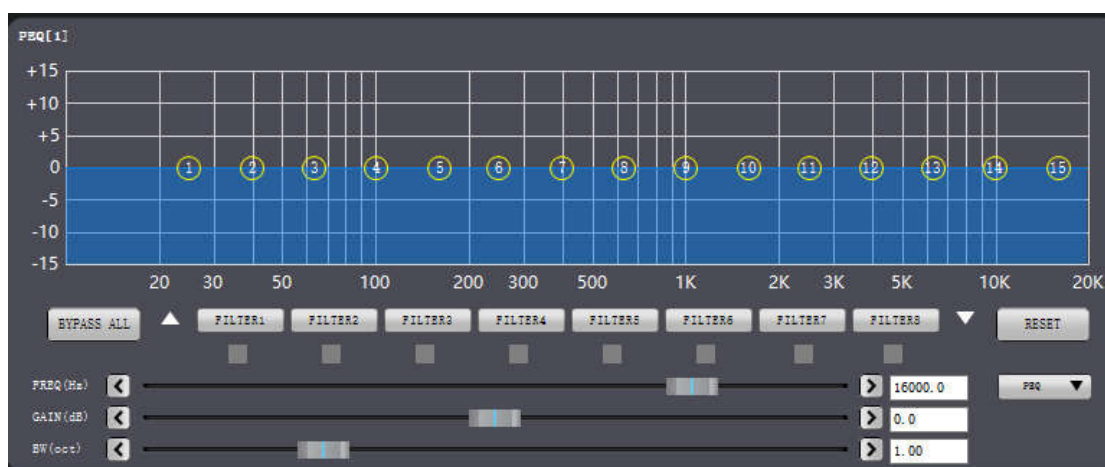 PEQ[1]
+15
+10
+5
0
-5
-10
-15
1 2 3 4 5 6 7 8 9 10 11 12 13 14 15
20 30 50 100 200 300 500 1K 2K 3K 5K 10K 20K
BYPASS ALL FILTER1 FILTER2 FILTER3 FILTER4 FILTER5 FILTER6 FILTER7 FILTER8 RESET
FREQ(Hz) 16000.0 PEQ
GAIN(dB) 0.0
BW(oct) 1.00